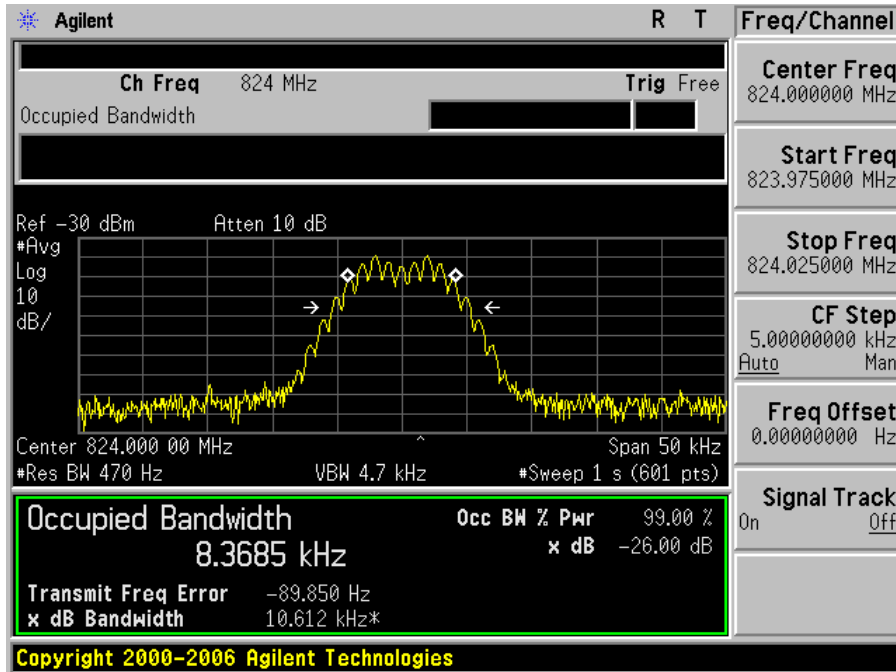 Agilent R T Freq/Channel
Ch Freq 824 MHz Trig Free
Occupied Bandwidth
Center Freq
824.000000 MHz
Start Freq
823.975000 MHz
Stop Freq
824.025000 MHz
CF Step
5.00000000 kHz
Auto Man
Freq Offset
0.00000000 Hz
Signal Track
On Off
Ref -30 dBm Atten 10 dB
#Avg
Log
10
dB/
Center 824.000 00 MHz Span 50 kHz
#Res BW 470 Hz VBW 4.7 kHz #Sweep 1 s (601 pts)
Occupied Bandwidth Occ BW % Pwr 99.00 %
8.3685 kHz x dB -26.00 dB
Transmit Freq Error -89.850 Hz
x dB Bandwidth 10.612 kHz*
Copyright 2000-2006 Agilent Technologies